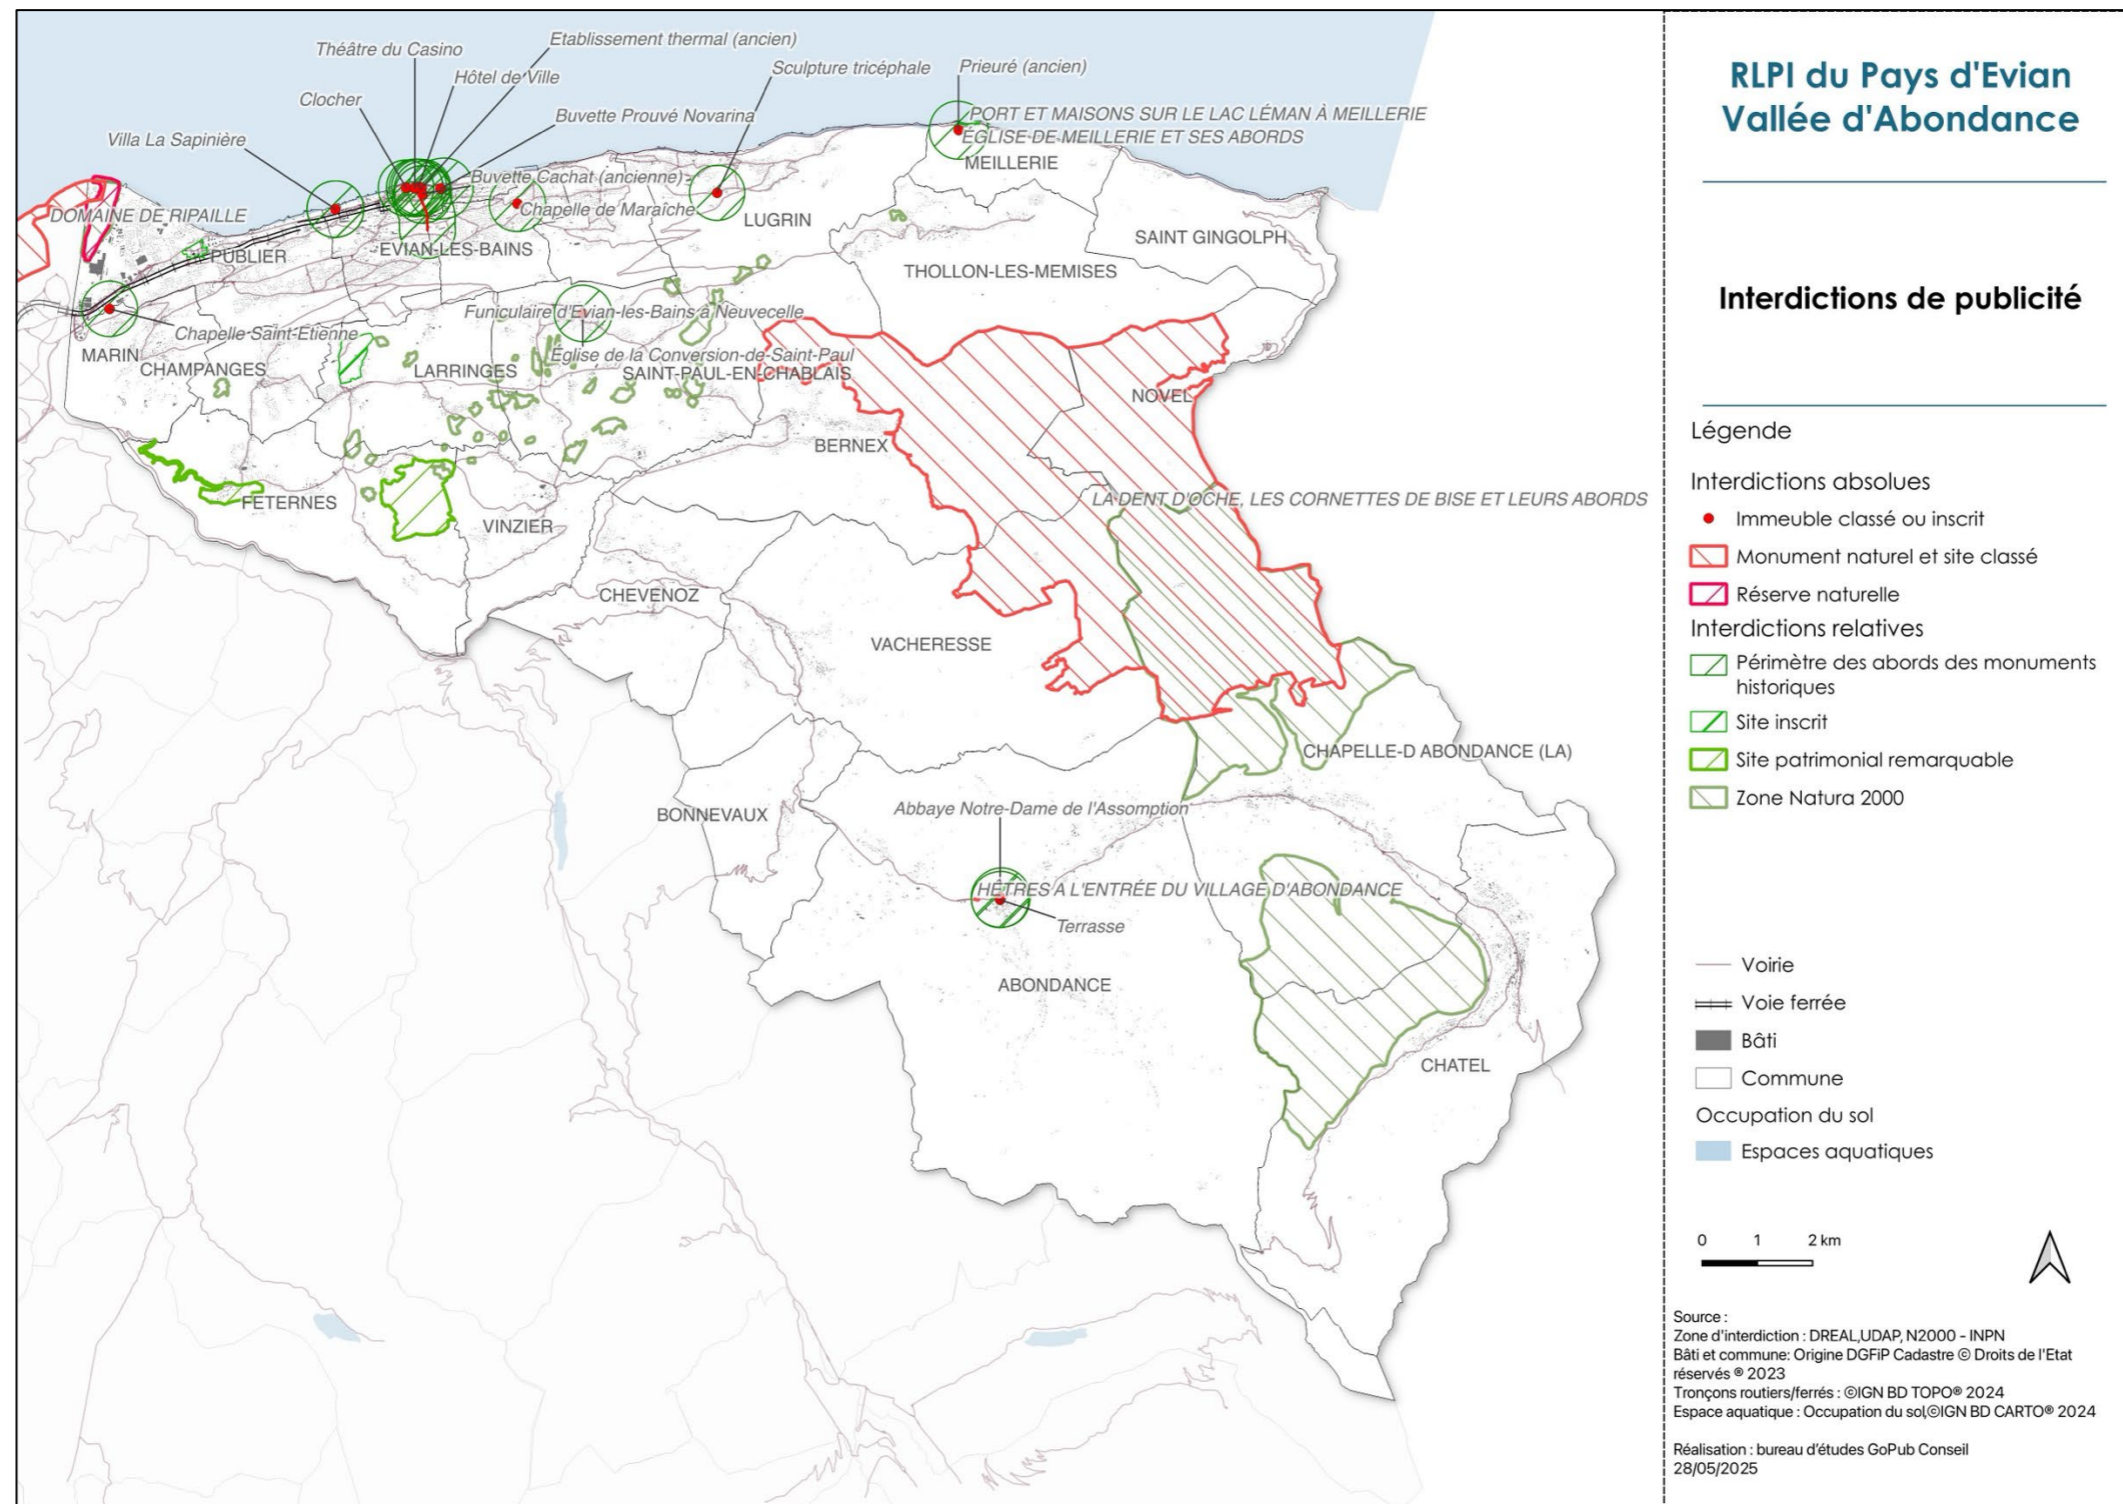 Théâtre du Casino
Etablissement thermal (ancien)
Hôtel de Ville
Sculpture tricéphale
Prieuré (ancien)
Clocher
Buvette Prouvé Novarina
PORT ET MAISONS SUR LE LAC LÉMAN À MEILLERIE
Villa La Sapinière
ÉGLISE DE MEILLERIE ET SES ABORDS
MEILLERIE
Buvette Cachat (ancienne)
DOMAINE DE RIPAILLE
Chapelle de Maraîche
LUGRIN
PUBLIER
EVIAN-LES-BAINS
SAINT GINGOLPH
THOLLON-LES-MEMISES
Funiculaire d'Evian-les-Bains à Neuvecelle
Chapelle Saint-Etienne
MARIN
CHAMPANGES
LARRINGES
Église de la Conversion-de-Saint-Paul
SAINT-PAUL-EN-CHABLAIS
NOVEL
BERNEX
FETERNES
VINZIER
LA DENT D'OCHE, LES CORNETTES DE BISE ET LEURS ABORDS
CHEVENOZ
VACHERESSE
CHAPELLE-D ABONDANCE (LA)
BONNEVAUX
Abbaye Notre-Dame de l'Assomption
HÊTRES A L'ENTRÉE DU VILLAGE D'ABONDANCE
Terrasse
ABONDANCE
CHATEL
RLPI du Pays d'Evian
Vallée d'Abondance
Interdictions de publicité
Légende
Interdictions absolues
Immeuble classé ou inscrit
Monument naturel et site classé
Réserve naturelle
Interdictions relatives
Périmètre des abords des monuments
historiques
Site inscrit
Site patrimonial remarquable
Zone Natura 2000
Voirie
Voie ferrée
Bâti
Commune
Occupation du sol
Espaces aquatiques
0 1 2 km
Source :
Zone d'interdiction : DREAL,UDAP, N2000 - INPN
Bâti et commune: Origine DGFiP Cadastre © Droits de l'Etat
réservés ® 2023
Tronçons routiers/ferrés : ©IGN BD TOPO® 2024
Espace aquatique : Occupation du sol,©IGN BD CARTO® 2024
Réalisation : bureau d'études GoPub Conseil
28/05/2025